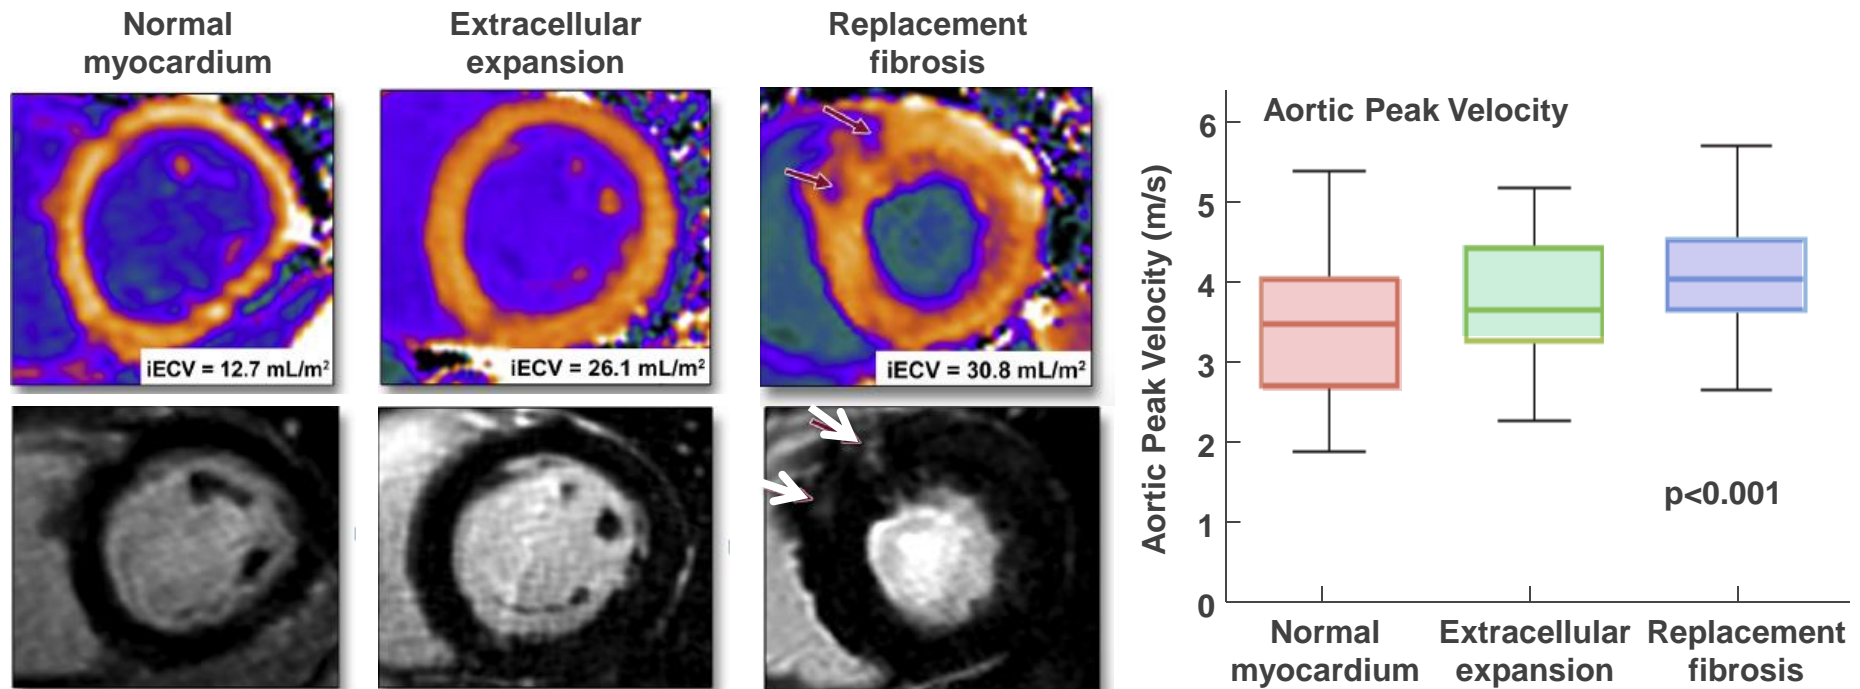 Normal
myocardium
Extracellular
expansion
Replacement
fibrosis
iECV = 12.7 mL/m²
iECV = 26.1 mL/m²
iECV = 30.8 mL/m²
Aortic Peak Velocity
Aortic Peak Velocity (m/s)
6
5
4
3
2
1
0
p<0.001
Normal
myocardium
Extracellular
expansion
Replacement
fibrosis